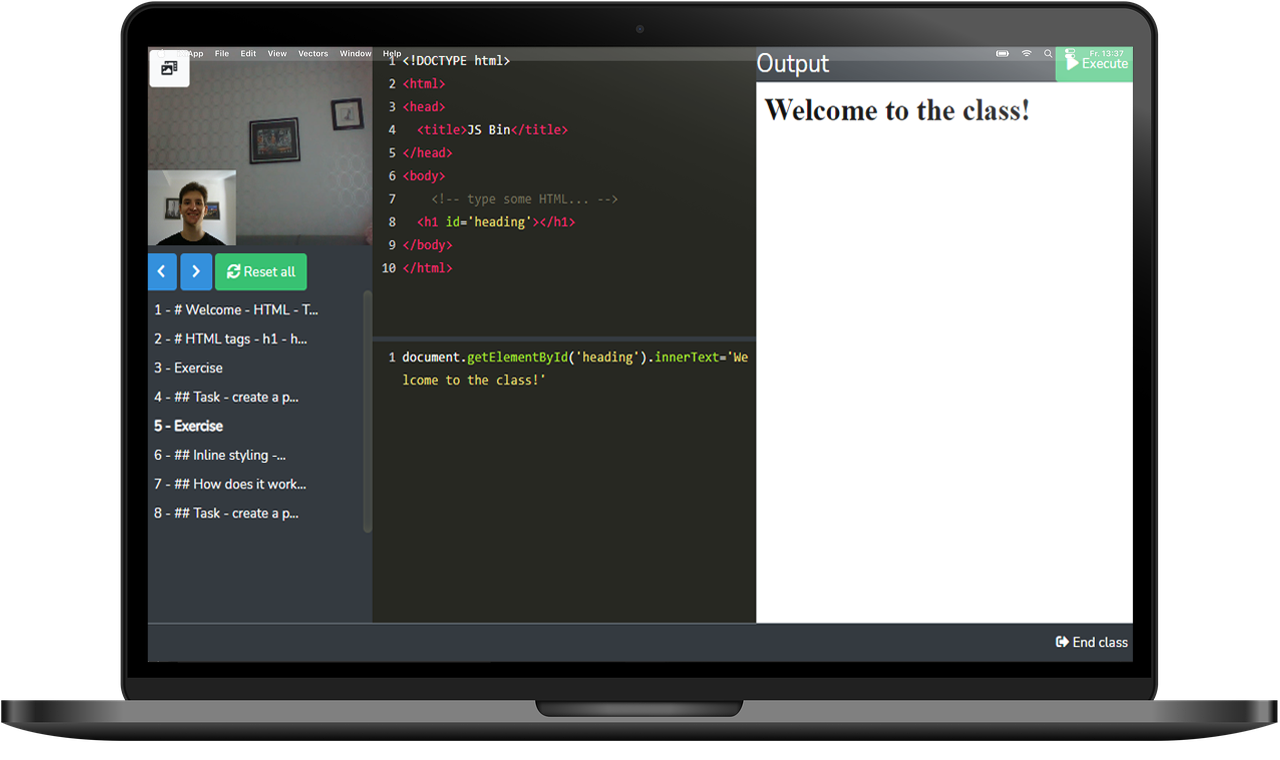 App File Edit View Vectors Window Help Fr. 13:37
Reset all
1 - # Welcome - HTML - T...
2 - # HTML tags - h1 - h...
3 - Exercise
4 - ## Task - create a p...
5 - Exercise
6 - ## Inline styling -...
7 - ## How does it work...
8 - ## Task - create a p...
1 <!DOCTYPE html>
2 <html>
3 <head>
4 <title>JS Bin</title>
5 </head>
6 <body>
7 <!-- type some HTML... -->
8 <h1 id='heading'></h1>
9 </body>
10 </html>
1 document.getElementById('heading').innerText='We
lcome to the class!'
Output
Execute
Welcome to the class!
End class